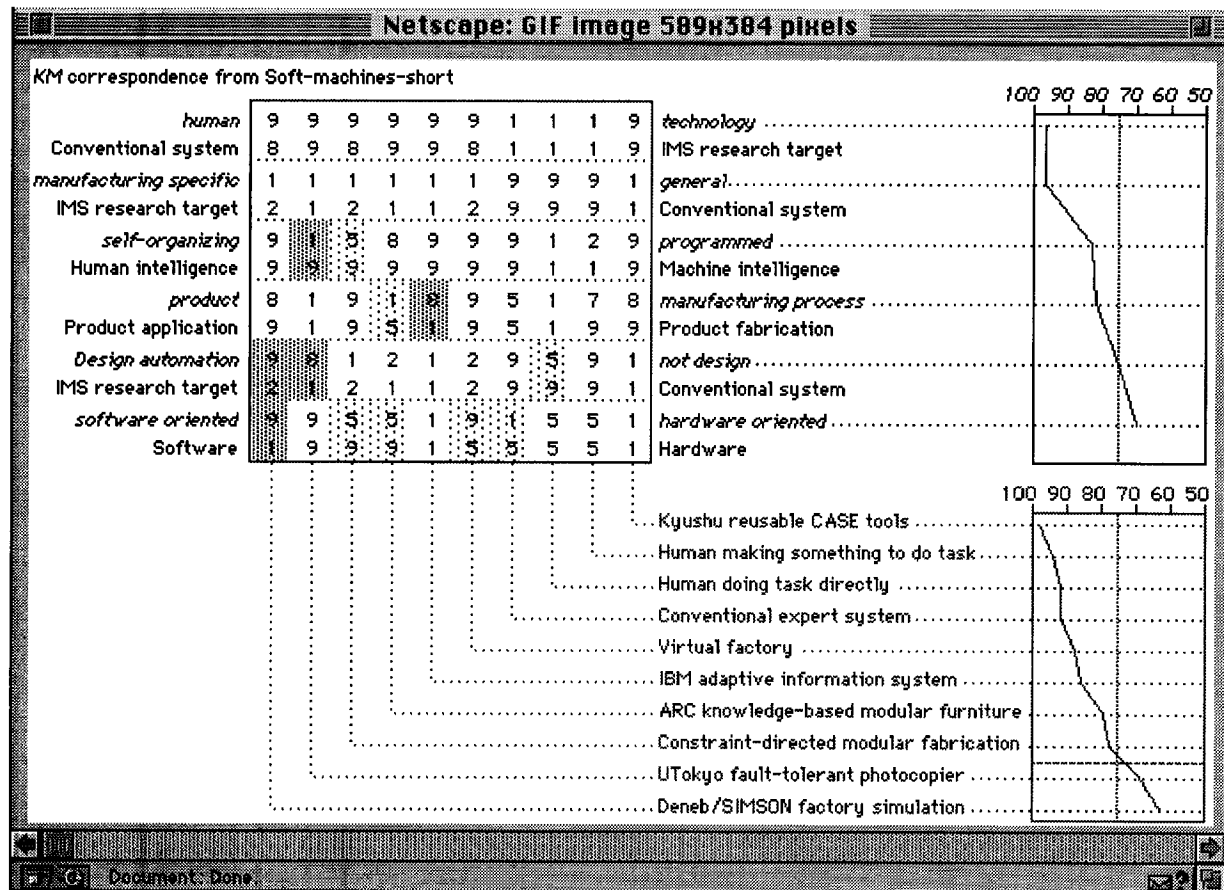 Netscape: GIF image 589x384 pixels
KM correspondence from Soft-machines-short
100 90 80 70 60 50
human 9 9 9 9 9 9 1 1 1 9 technology
Conventional system 8 9 8 9 9 8 1 1 1 9 IMS research target
manufacturing specific 1 1 1 1 1 1 9 9 9 1 general
IMS research target 2 1 2 1 1 2 9 9 9 1 Conventional system
self-organizing 9 1 5 8 9 9 9 1 2 9 programmed
Human intelligence 9 9 9 9 9 9 9 1 1 9 Machine intelligence
product 8 1 9 1 9 5 1 7 8 manufacturing process
Product application 9 1 9 5 1 9 5 1 9 9 Product fabrication
Design automation 9 1 2 1 2 9 5 9 1 not design
IMS research target 2 1 2 1 1 2 9 9 9 1 Conventional system
software oriented 9 9 5 5 1 9 1 5 5 1 hardware oriented
Software 1 9 9 9 1 5 5 5 5 1 Hardware
100 90 80 70 60 50
Kyushu reusable CASE tools
Human making something to do task
Human doing task directly
Conventional expert system
Virtual factory
IBM adaptive information system
ARC knowledge-based modular furniture
Constraint-directed modular fabrication
UTokyo fault-tolerant photocopier
Deneb/SIMSON factory simulation
Document: Done